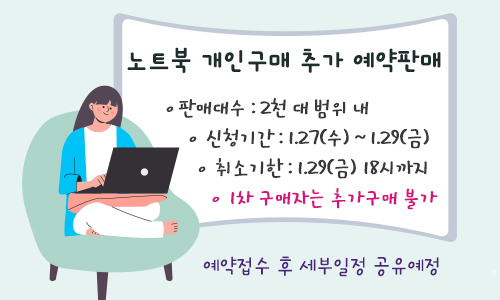 노트북 개인구매 추가 예약판매
판매대수 : 2천 대 범위 내
신청기간 : 1.27(수) ~ 1.29(금)
취소기한 : 1.29(금) 18시까지
1차 구매자는 추가구매 불가
예약접수 후 세부일정 공유예정